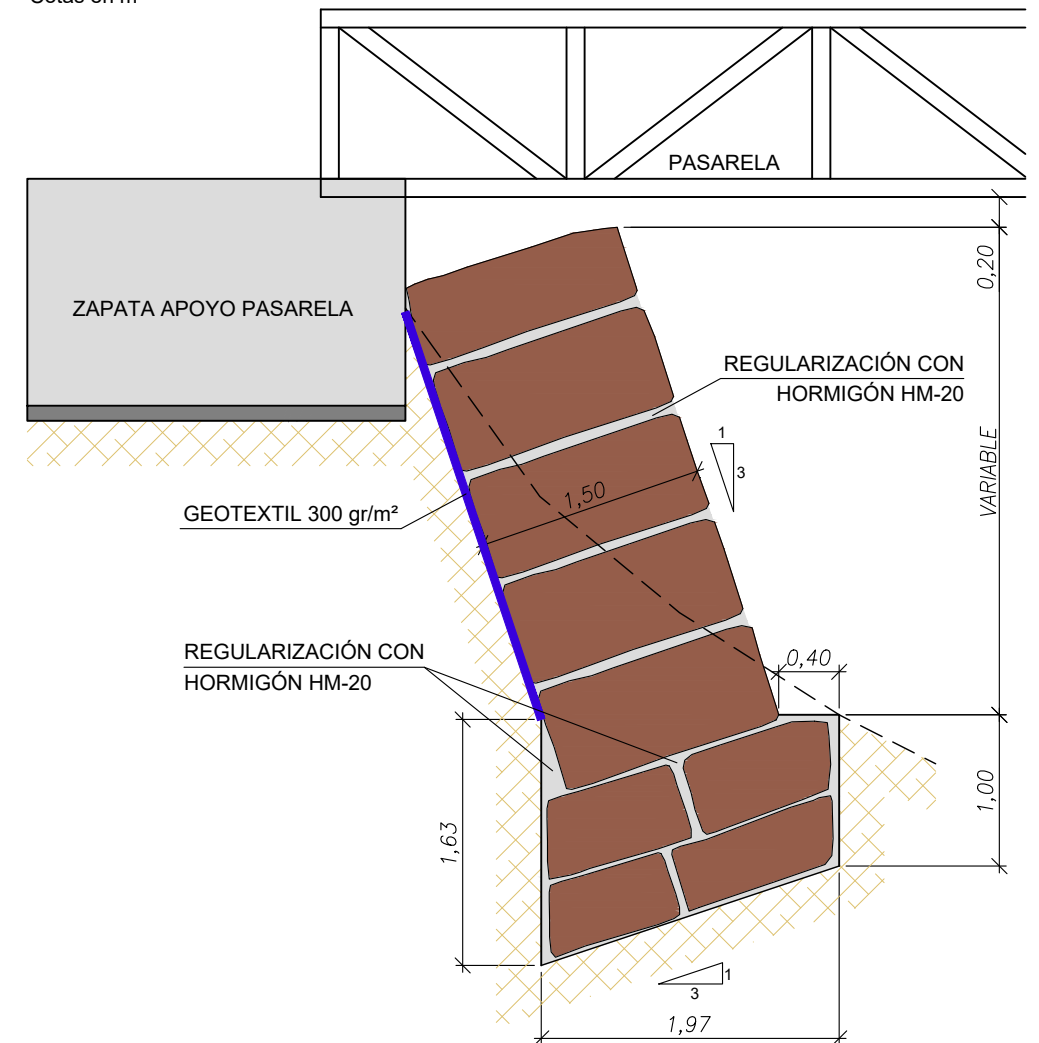 Cotas en m
PASARELA
0,20
ZAPATA APOYO PASARELA
REGULARIZACIÓN CON
HORMIGÓN HM-20
1
3
VARIABLE
1,50
GEOTEXTIL 300 gr/m²
REGULARIZACIÓN CON
HORMIGÓN HM-20
0,40
1,00
1,63
1
3
1,97